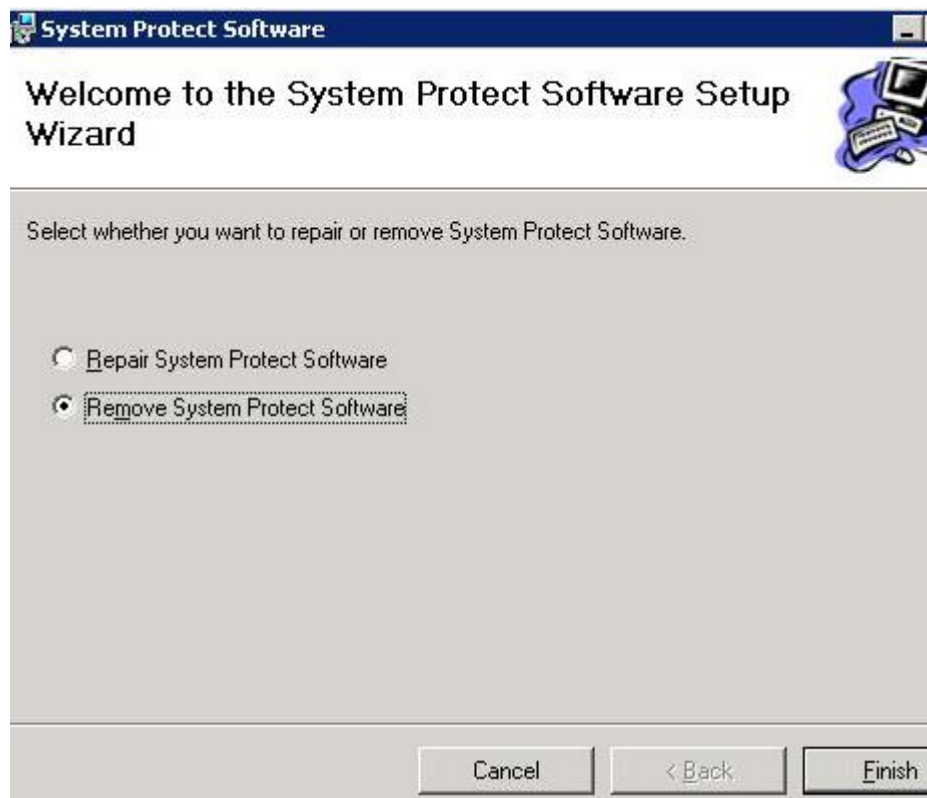 System Protect Software
Welcome to the System Protect Software Setup
Wizard
Select whether you want to repair or remove System Protect Software.
Repair System Protect Software
Remove System Protect Software
Cancel
< Back
Finish